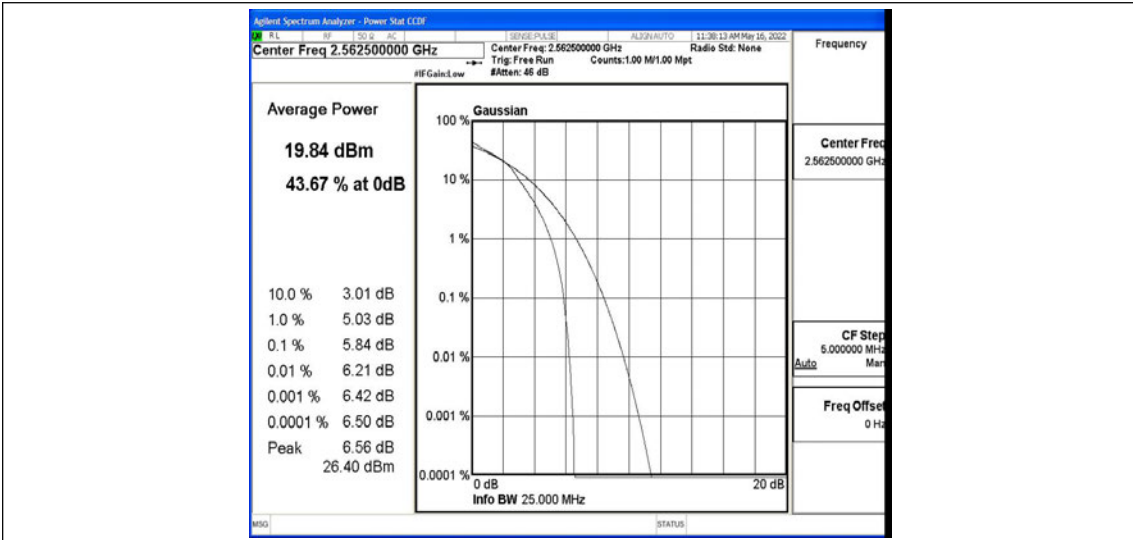 Agilent Spectrum Analyzer - Power Stat CCDF
RL RF 50 Ω AC SENSE:PULSE ALIGN AUTO 11:38:13 AM May 16, 2022
Center Freq 2.562500000 GHz
Center Freq: 2.562500000 GHz
Radio Std: None
Trig: Free Run
Counts:1.00 M/1.00 Mpt
#IFGain:Low
#Atten: 46 dB
Frequency
Average Power
19.84 dBm
43.67 % at 0dB
10.0 % 3.01 dB
1.0 % 5.03 dB
0.1 % 5.84 dB
0.01 % 6.21 dB
0.001 % 6.42 dB
0.0001 % 6.50 dB
Peak 6.56 dB
26.40 dBm
Gaussian
100 %
10 %
1 %
0.1 %
0.01 %
0.001 %
0.0001 %
0 dB
20 dB
Info BW 25.000 MHz
Center Freq
2.562500000 GHz
CF Step
5.000000 MHz
Auto Man
Freq Offset
0 Hz
MSG
STATUS